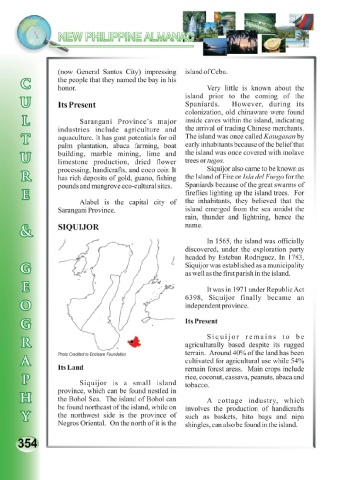 NEW PHILIPPINE ALMANAC
CULTURE & GEOGRAPHY
(now General Santos City) impressing
the people that they named the bay in his
honor.
Its Present
Sarangani Province's major
industries include agriculture and
aquaculture. It has gust potentials for oil
palm plantation, abaca farming, boat
building, marble mining, lime and
limestone production, dried flower
processing, handicrafts, and coco coir. It
has rich deposits of gold, guano, fishing
pounds and mangrove eco-cultural sites.
Alabel is the capital city of
Sarangani Province.
SIQUIJOR
Photo Credited to Enclaves Foundation
Its Land
Siquijor is a small island
province, which can be found nestled in
the Bohol Sea. The island of Bohol can
be found northeast of the island, while on
the northwest side is the province of
Negros Oriental. On the north of it is the
island of Cebu.
Very little is known about the
island prior to the coming of the
Spaniards. However, during its
colonization, old chinaware were found
inside caves within the island, indicating
the arrival of trading Chinese merchants.
The island was once called Katugasan by
early inhabitants because of the belief that
the island was once covered with molave
trees or tugas.
Siquijor also came to be known as
the Island of Fire or Isla del Fuego for the
Spaniards because of the great swarms of
fireflies lighting up the island trees. For
the inhabitants, they believed that the
island emerged from the sea amidst the
rain, thunder and lightning, hence the
name.
In 1565, the island was officially
discovered, under the exploration party
headed by Esteban Rodriguez. In 1783,
Siquijor was established as a municipality
as well as the first parish in the island.
It was in 1971 under Republic Act
6398, Sicquijor finally became an
independent province.
Its Present
Sicquijor remains to be
agriculturally based despite its rugged
terrain. Around 40% of the land has been
cultivated for agricultural use while 54%
remain forest areas. Main crops include
rice, coconut, cassava, peanuts, abaca and
tobacco.
A cottage industry, which
involves the production of handicrafts
such as baskets, hito bags and nipa
shingles, can also be found in the island.
354